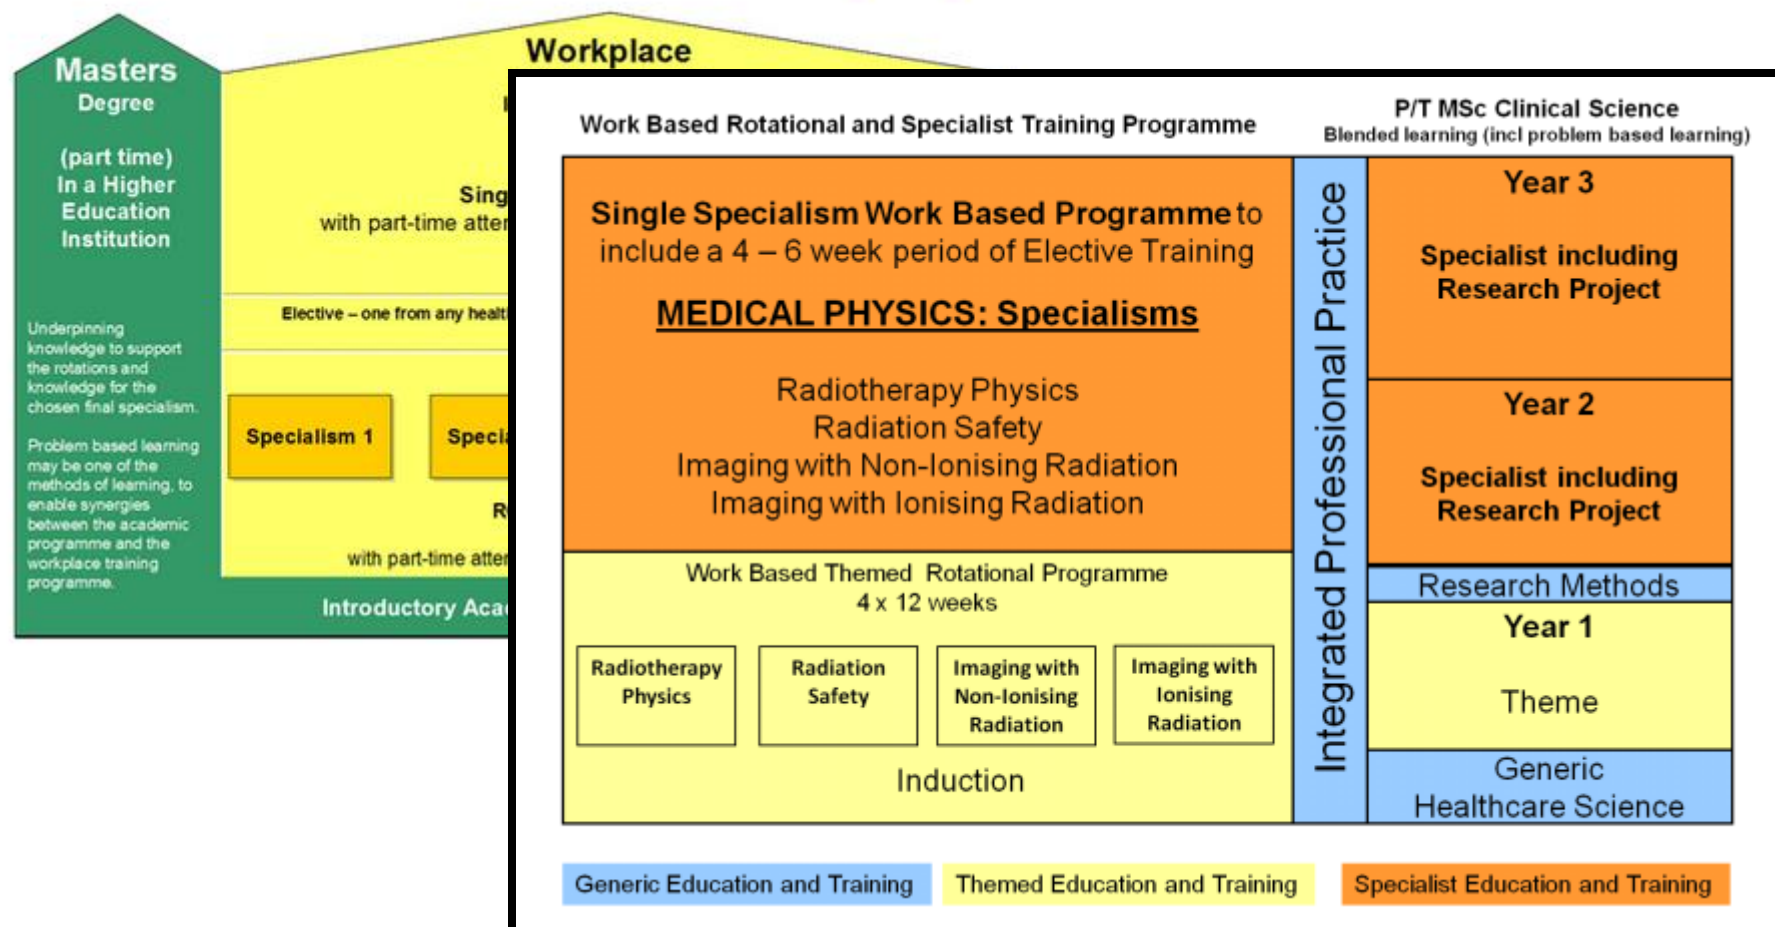 Masters
Degree
(part time)
In a Higher
Education
Institution
Underpinning
knowledge to support
the rotations and
knowledge for the
chosen final specialism.
Problem based learning
may be one of the
methods of learning, to
enable synergies
between the academic
programme and the
workplace training
programme.
Workplace
with part-time
Elective – one from any
Specialism 1
with part-time
Introductory
Work Based Rotational and Specialist Training Programme
Single Specialism Work Based Programme to
include a 4 – 6 week period of Elective Training
MEDICAL PHYSICS: Specialisms
Radiotherapy Physics
Radiation Safety
Imaging with Non-Ionising Radiation
Imaging with Ionising Radiation
Work Based Themed Rotational Programme
4 x 12 weeks
Radiotherapy
Physics
Radiation
Safety
Imaging with
Non-Ionising
Radiation
Imaging with
Ionising
Radiation
Induction
Integrated Professional Practice
P/T MSc Clinical Science
Blended learning (incl problem based learning)
Year 3
Specialist including
Research Project
Year 2
Specialist including
Research Project
Research Methods
Year 1
Theme
Generic
Healthcare Science
Generic Education and Training
Themed Education and Training
Specialist Education and Training